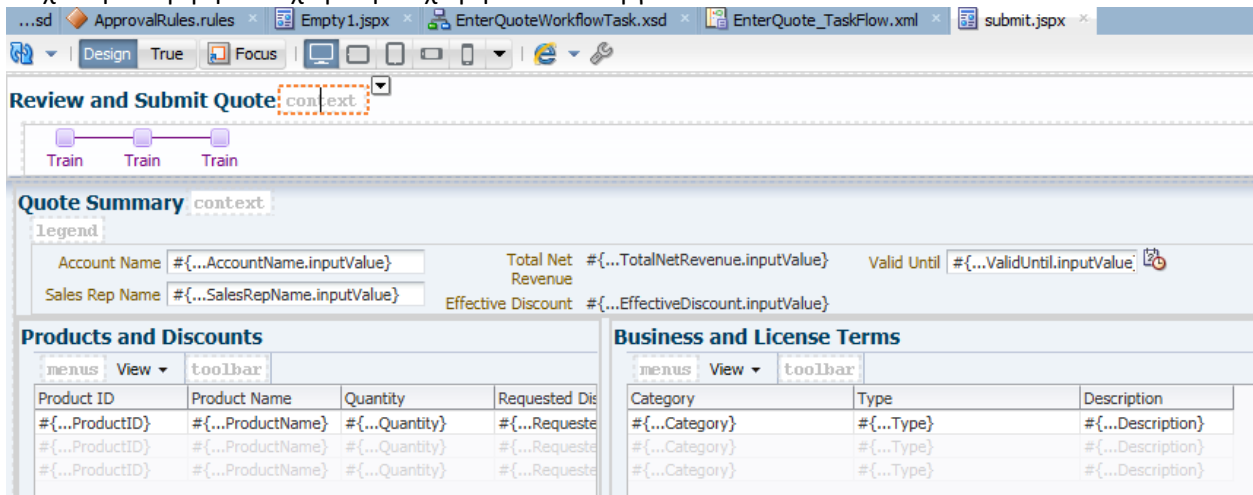 ...sd ApprovalRules.rules Empty1.jspx EnterQuoteWorkflowTask.xsd EnterQuote_TaskFlow.xml submit.jspx
Design True Focus
Review and Submit Quote context
Train Train Train
Quote Summary context
legend
Account Name #{...AccountName.inputValue} Total Net Revenue #{...TotalNetRevenue.inputValue} Valid Until #{...ValidUntil.inputValue
Sales Rep Name #{...SalesRepName.inputValue} Effective Discount #{...EffectiveDiscount.inputValue}
Products and Discounts Business and License Terms
menus View toolbar menus View toolbar
Product ID Product Name Quantity Requested Dis Category Type Description
#{...ProductID} #{...ProductName} #{...Quantity} #{...Requeste #{...Category} #{...Type} #{...Description}
#{...ProductID} #{...ProductName} #{...Quantity} #{...Requeste #{...Category} #{...Type} #{...Description}
#{...ProductID} #{...ProductName} #{...Quantity} #{...Requeste #{...Category} #{...Type} #{...Description}